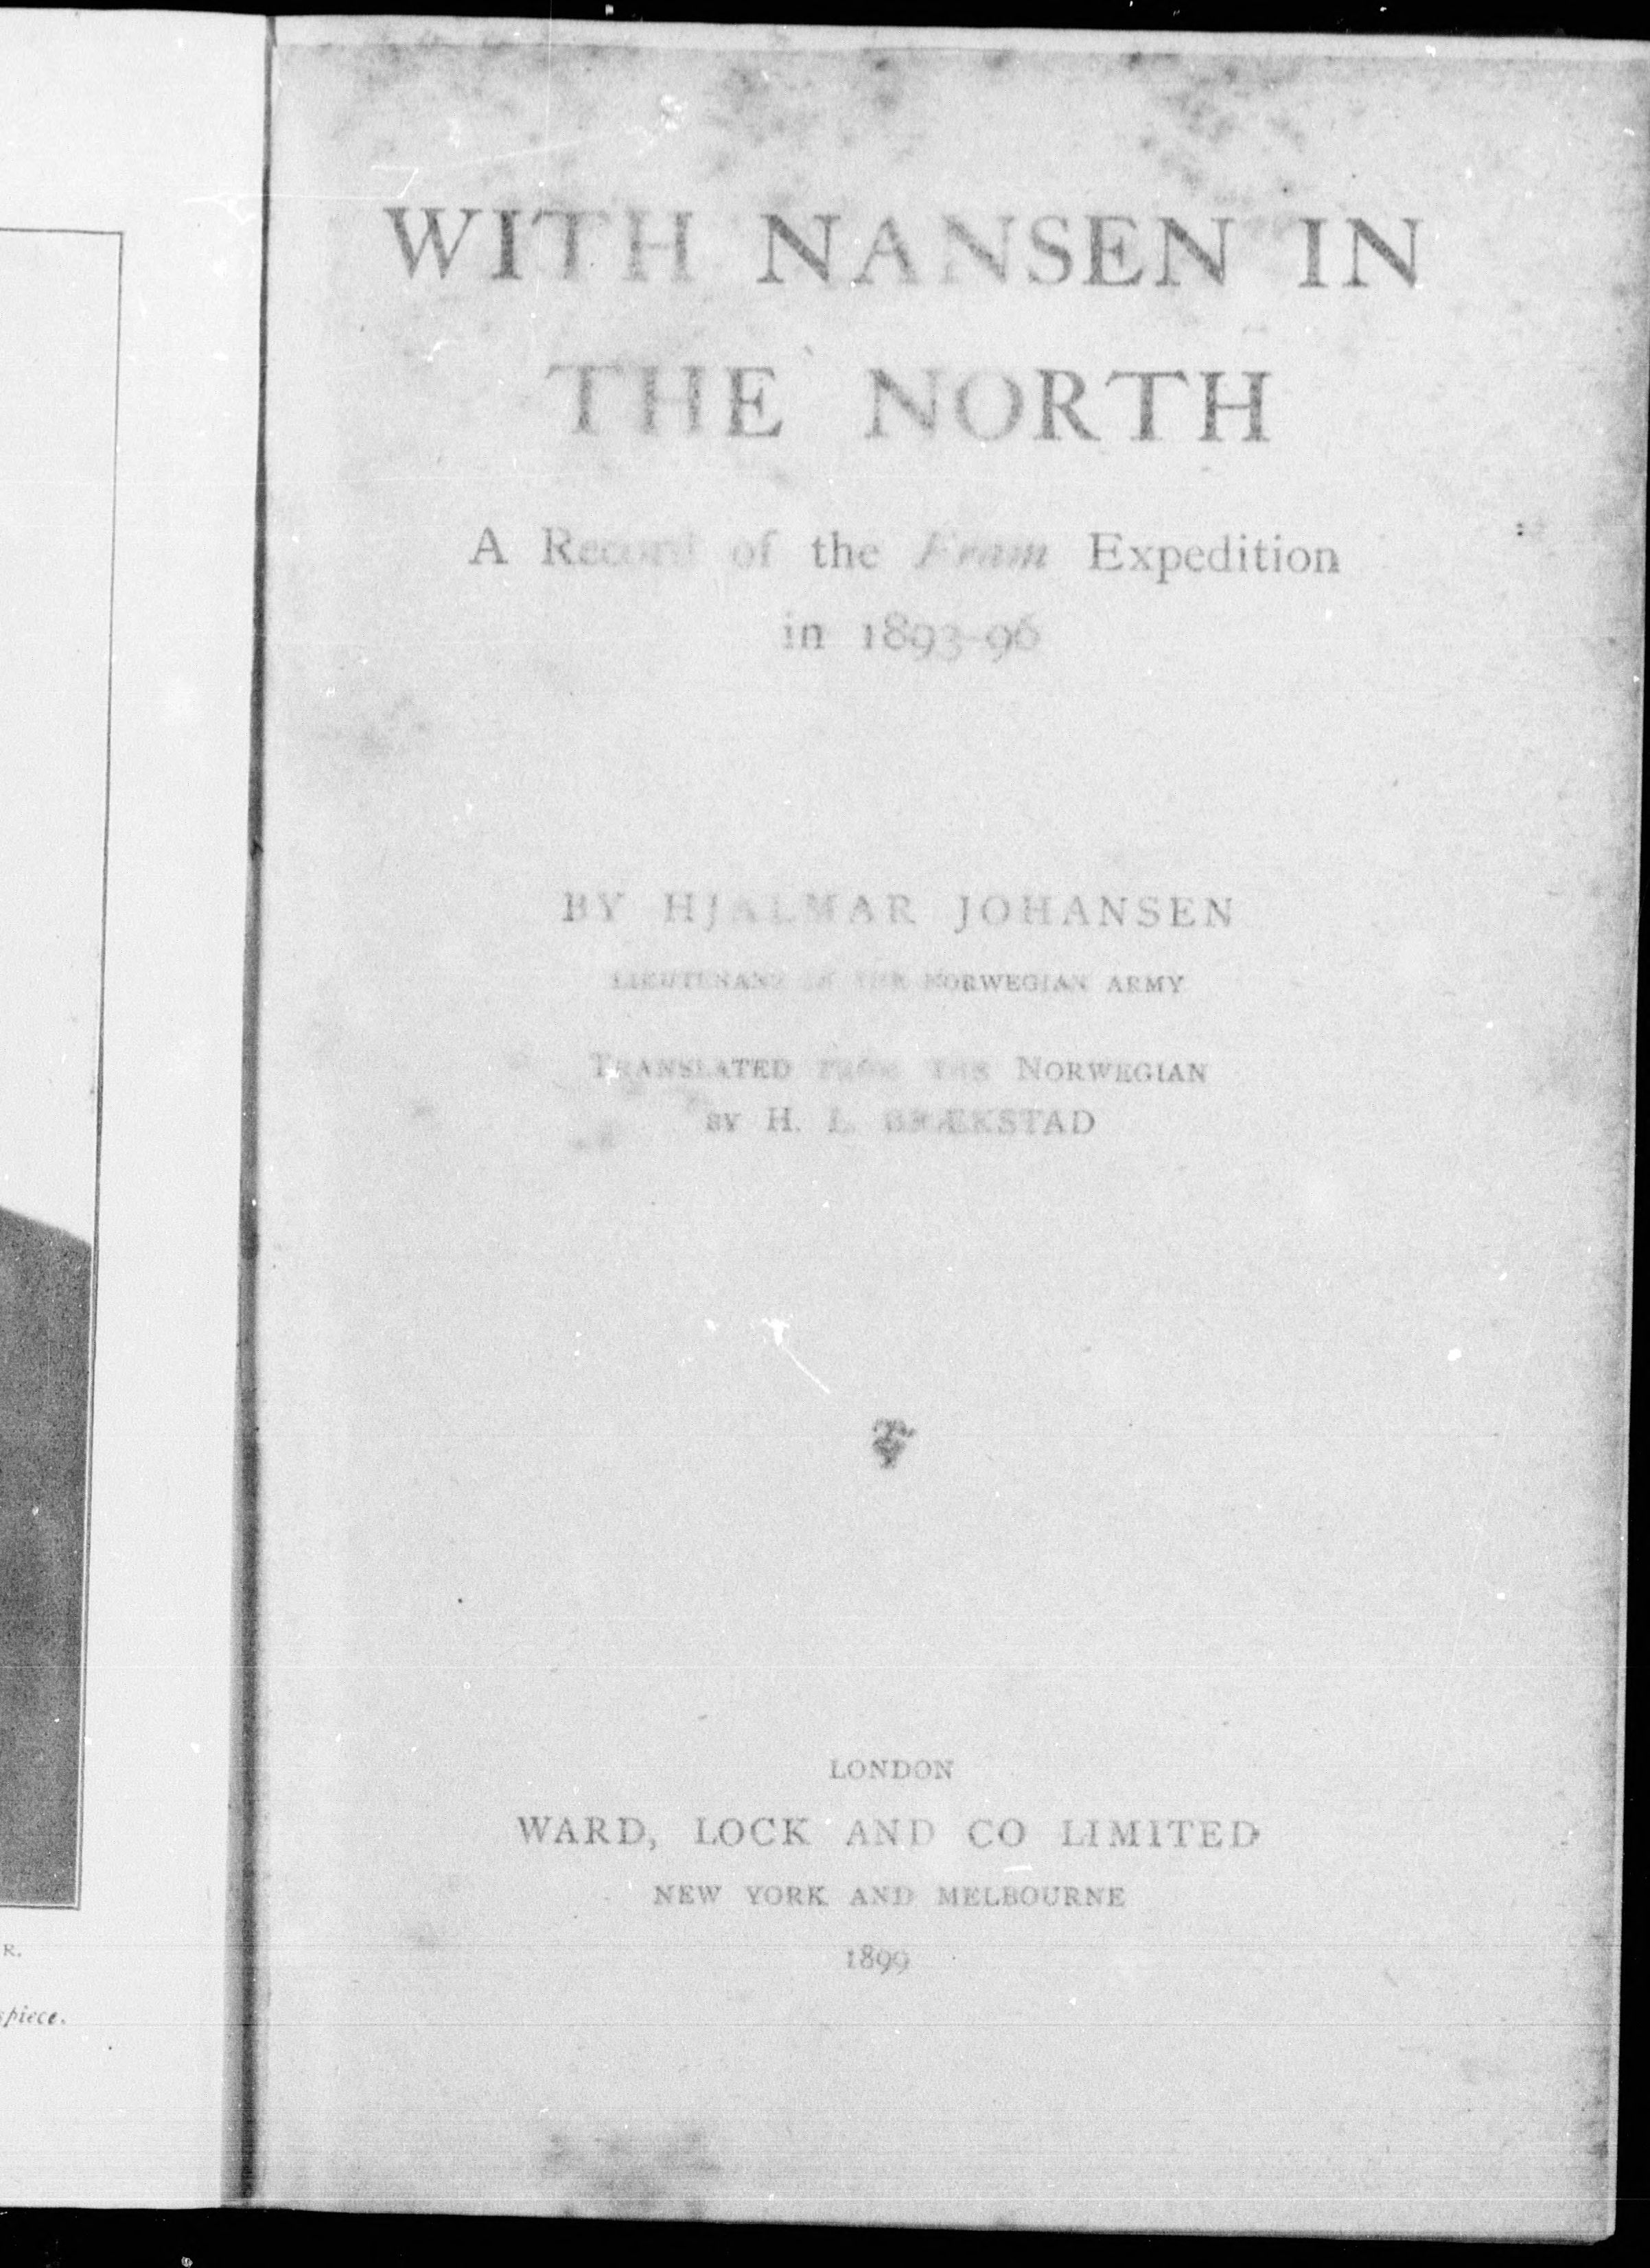 WITH NANSEN IN
THE NORTH
A Record of the Fram Expedition
in 1893-96
BY HJALMAR JOHANSEN
LIEUTENANT IN THE NORWEGIAN ARMY
TRANSLATED FROM THE NORWEGIAN
BY H. L. BRÆKSTAD
LONDON
WARD, LOCK AND CO LIMITED
NEW YORK AND MELBOURNE
1899
R.
spiece.